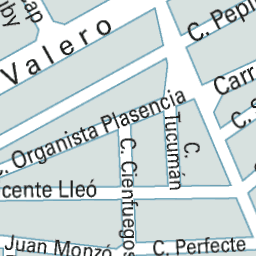 Valero
C. Pepi
Carr
C. Organista Plasencia
C. S
C.
Tucumán
C. Cienfuegos
cente Lleó
Juan Monzó
C. Perfecte